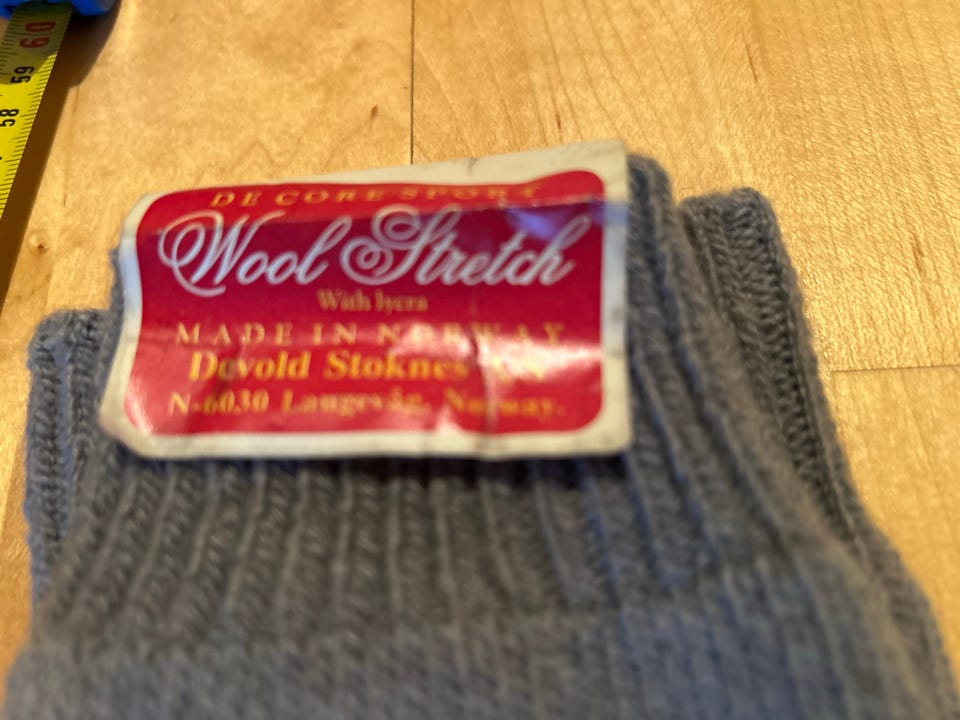 60
59
58
DE CORE SPORT
Wool Stretch
With lycra
MADE IN NORWAY
Devold Stoknes
N-6030 Langevåg, Norway.